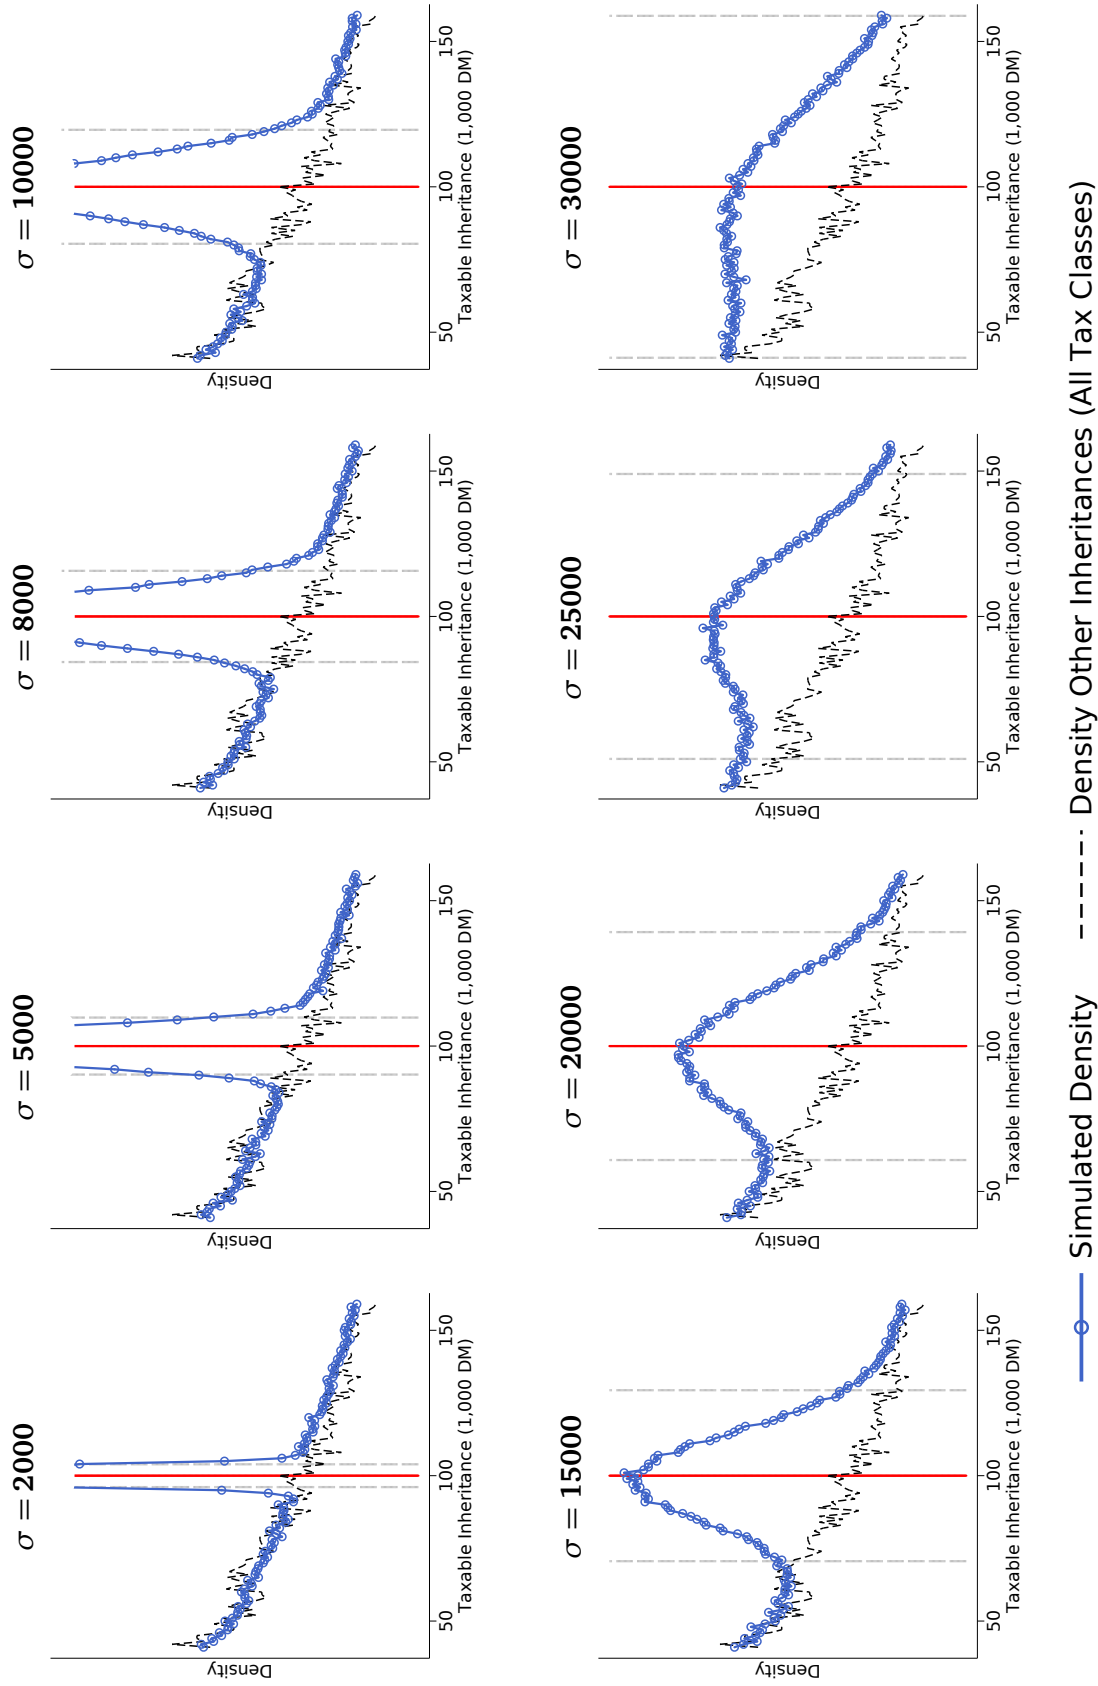 σ = 2000
Density
50 100 150
Taxable Inheritance (1,000 DM)
σ = 5000
Density
50 100 150
Taxable Inheritance (1,000 DM)
σ = 8000
Density
50 100 150
Taxable Inheritance (1,000 DM)
σ = 10000
Density
50 100 150
Taxable Inheritance (1,000 DM)
σ = 15000
Density
50 100 150
Taxable Inheritance (1,000 DM)
σ = 20000
Density
50 100 150
Taxable Inheritance (1,000 DM)
σ = 25000
Density
50 100 150
Taxable Inheritance (1,000 DM)
σ = 30000
Density
50 100 150
Taxable Inheritance (1,000 DM)
Simulated Density Density Other Inheritances (All Tax Classes)